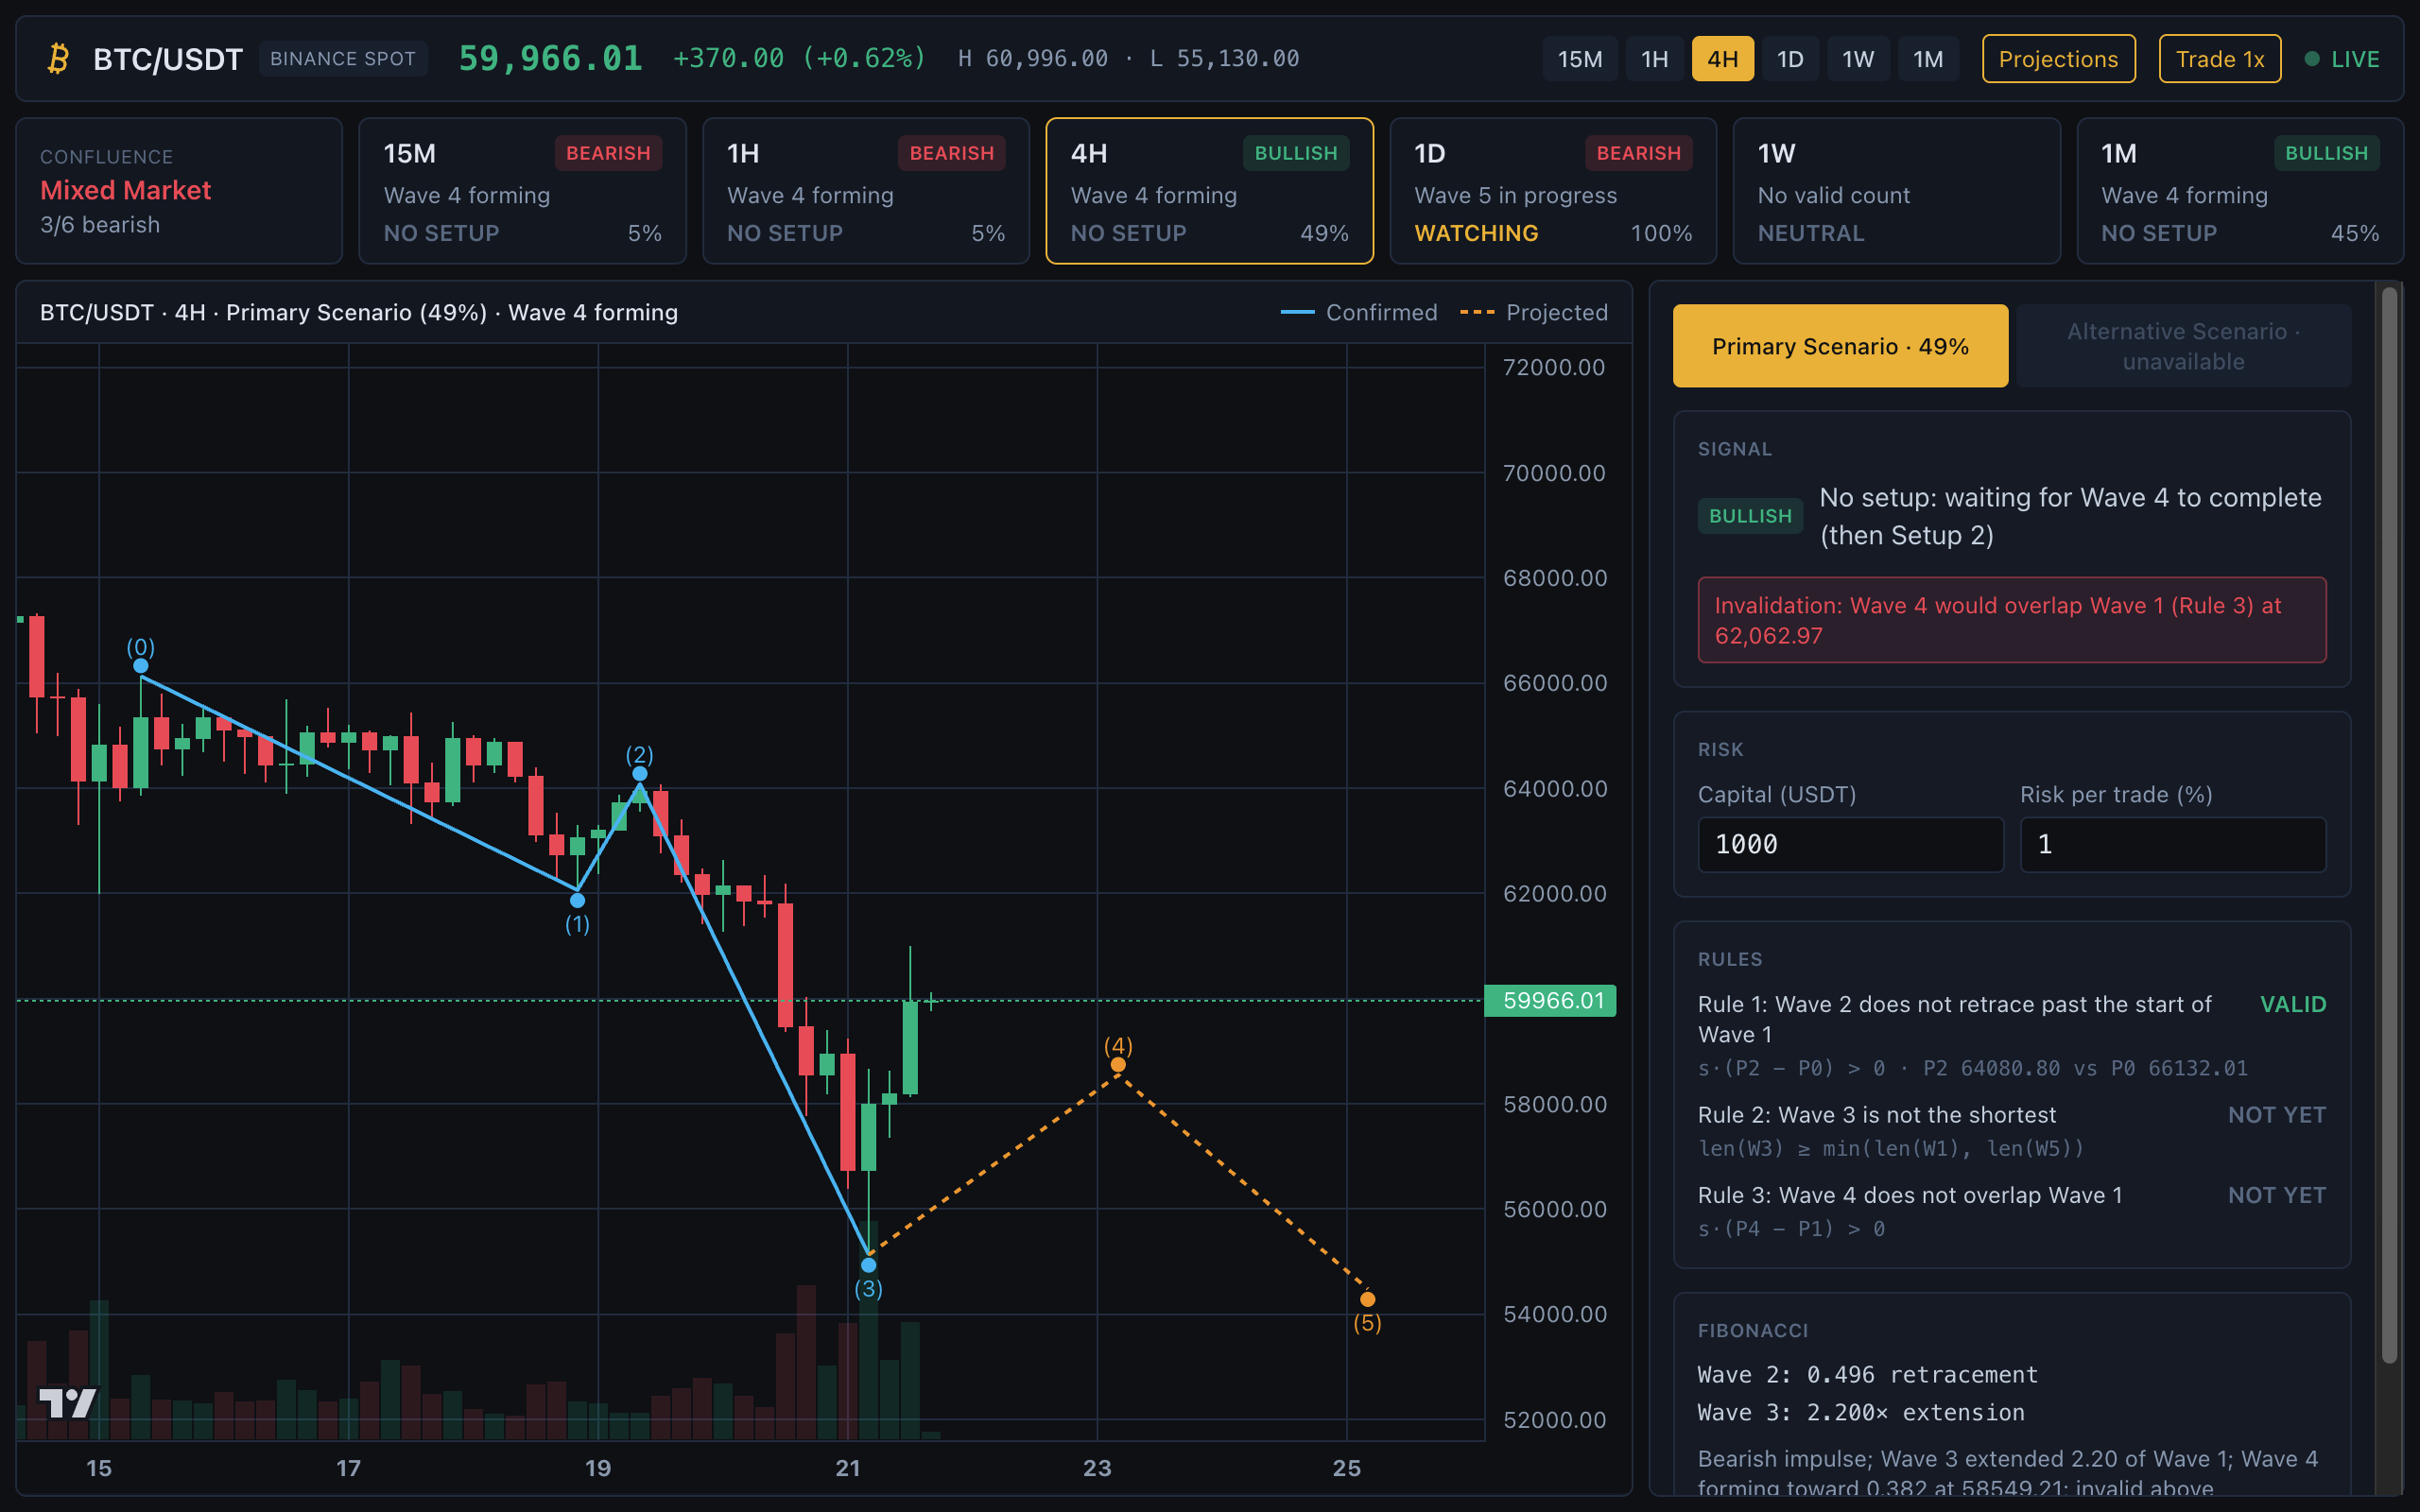 BTC/USDT BINANCE SPOT 59,966.01 +370.00 (+0.62%) H 60,996.00 · L 55,130.00 15M 1H 4H 1D 1W 1M Projections Trade 1x LIVE
CONFLUENCE
Mixed Market
3/6 bearish
15M BEARISH
Wave 4 forming
NO SETUP 5%
1H BEARISH
Wave 4 forming
NO SETUP 5%
4H BULLISH
Wave 4 forming
NO SETUP 49%
1D BEARISH
Wave 5 in progress
WATCHING 100%
1W
No valid count
NEUTRAL
1M BULLISH
Wave 4 forming
NO SETUP 45%
BTC/USDT · 4H · Primary Scenario (49%) · Wave 4 forming Confirmed Projected
72000.00
70000.00
68000.00
66000.00
64000.00
62000.00
59966.01
58000.00
56000.00
54000.00
52000.00
(0)
(1)
(2)
(3)
(4)
(5)
15 17 19 21 23 25
Primary Scenario · 49%
Alternative Scenario ·
unavailable
SIGNAL
BULLISH
No setup: waiting for Wave 4 to complete
(then Setup 2)
Invalidation: Wave 4 would overlap Wave 1 (Rule 3) at
62,062.97
RISK
Capital (USDT) Risk per trade (%)
1000 1
RULES
Rule 1: Wave 2 does not retrace past the start of VALID
Wave 1
s·(P2 − P0) > 0 · P2 64080.80 vs P0 66132.01
Rule 2: Wave 3 is not the shortest NOT YET
len(W3) ≥ min(len(W1), len(W5))
Rule 3: Wave 4 does not overlap Wave 1 NOT YET
s·(P4 − P1) > 0
FIBONACCI
Wave 2: 0.496 retracement
Wave 3: 2.200× extension
Bearish impulse; Wave 3 extended 2.20 of Wave 1; Wave 4
forming toward 0.382 at 58549.21; invalid above